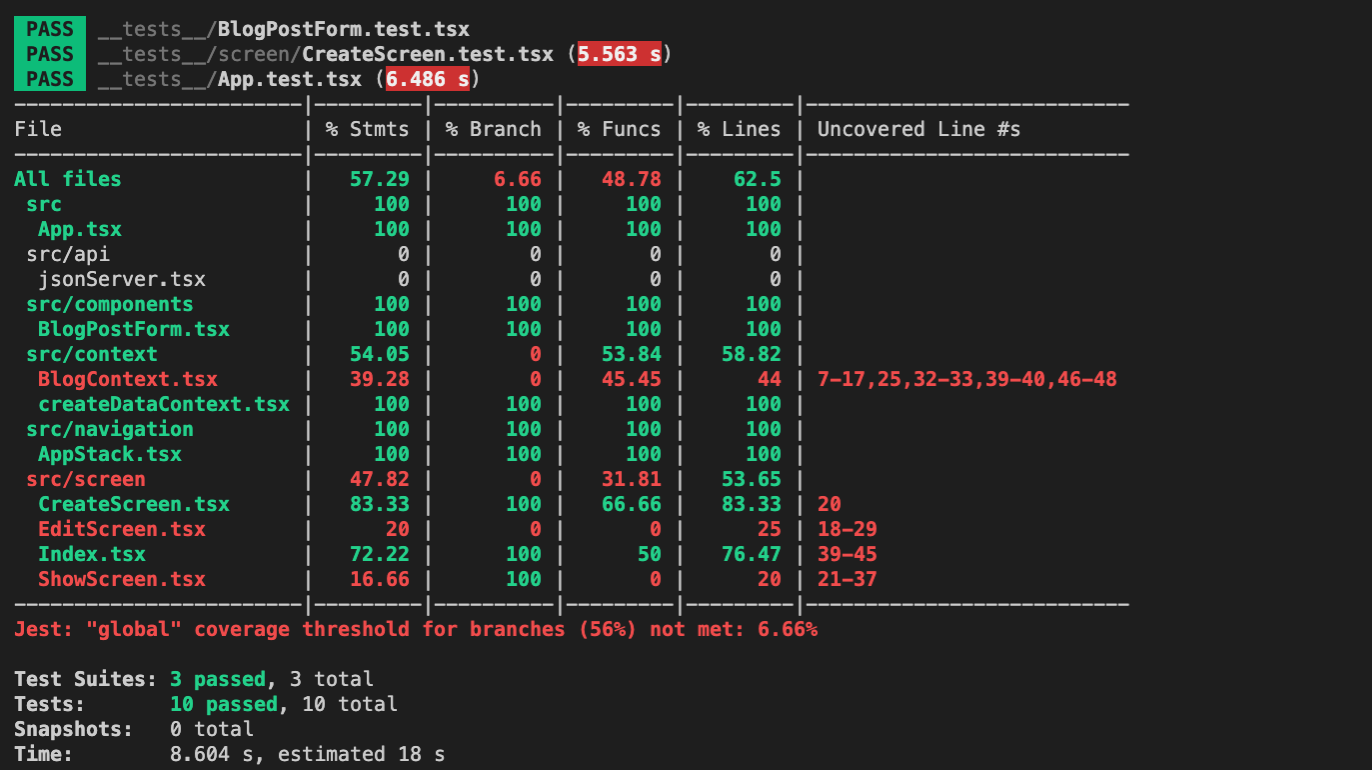 PASS __tests__/BlogPostForm.test.tsx
PASS __tests__/screen/CreateScreen.test.tsx (5.563 s)
PASS __tests__/App.test.tsx (6.486 s)
------------------------|---------|----------|---------|---------|---------------------------
File                    | % Stmts | % Branch | % Funcs | % Lines | Uncovered Line #s
------------------------|---------|----------|---------|---------|---------------------------
All files               |   57.29 |     6.66 |   48.78 |    62.5 |
 src                    |     100 |      100 |     100 |     100 |
  App.tsx               |     100 |      100 |     100 |     100 |
 src/api                |       0 |        0 |       0 |       0 |
  jsonServer.tsx        |       0 |        0 |       0 |       0 |
 src/components         |     100 |      100 |     100 |     100 |
  BlogPostForm.tsx      |     100 |      100 |     100 |     100 |
 src/context            |   54.05 |        0 |   53.84 |   58.82 |
  BlogContext.tsx       |   39.28 |        0 |   45.45 |      44 | 7-17,25,32-33,39-40,46-48
  createDataContext.tsx |     100 |      100 |     100 |     100 |
 src/navigation         |     100 |      100 |     100 |     100 |
  AppStack.tsx          |     100 |      100 |     100 |     100 |
 src/screen             |   47.82 |        0 |   31.81 |   53.65 |
  CreateScreen.tsx      |   83.33 |      100 |   66.66 |   83.33 | 20
  EditScreen.tsx        |      20 |        0 |       0 |      25 | 18-29
  Index.tsx             |   72.22 |      100 |      50 |   76.47 | 39-45
  ShowScreen.tsx        |   16.66 |      100 |       0 |      20 | 21-37
------------------------|---------|----------|---------|---------|---------------------------
Jest: "global" coverage threshold for branches (56%) not met: 6.66%
Test Suites: 3 passed, 3 total
Tests:       10 passed, 10 total
Snapshots:   0 total
Time:        8.604 s, estimated 18 s